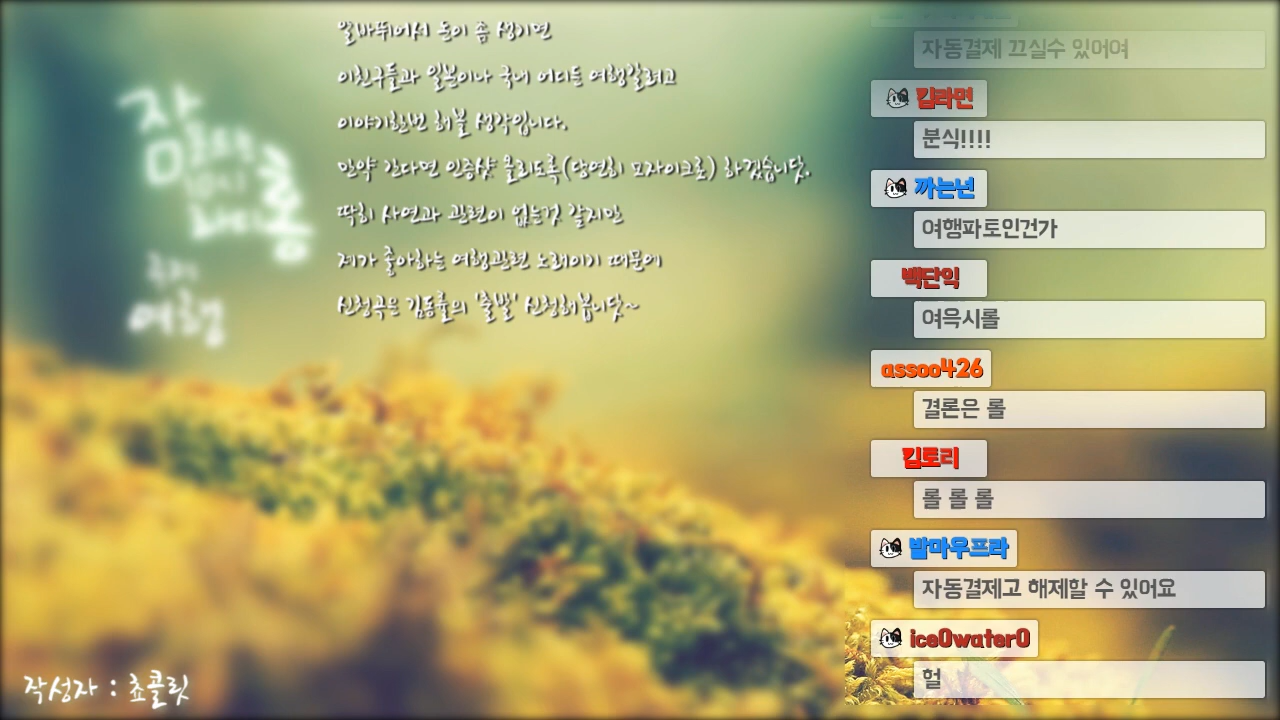 알바뛰어서 돈이 좀 생기면
이친구들과 일본이나 국내 어디든 여행갈려고
이야기한번 해볼 생각입니다.
만약 간다면 인증샷 올리도록(당연히 모자이크로) 하겠습니닷.
딱히 사연과 관련이 없는것 같지만
제가 좋아하는 여행관련 노래이기 때문에
신청곡은 김동률의 '출발' 신청해봅니닷~
여행
작성자 : 쵸콜릿
자동결제 끄실수 있어여
김라면
분식!!!!
까는년
여행파토인건가
백단익
여윽시롤
assoo426
결론은 롤
김토리
롤 롤 롤
발마우프라
자동결제고 해제할 수 있어요
ice0water0
헐